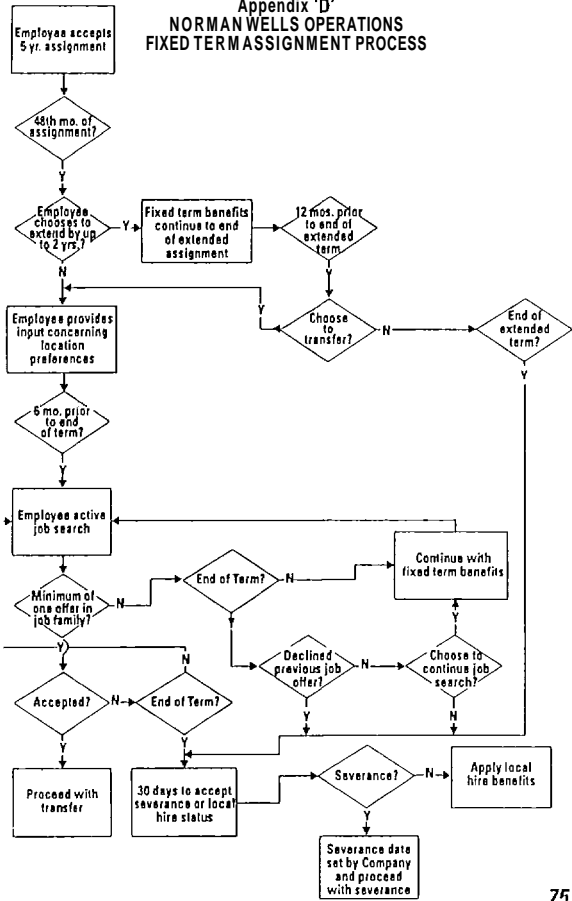 Appendix 'D'
NORMAN WELLS OPERATIONS
FIXED TERM ASSIGNMENT PROCESS
Employee accepts
5 yr. assignment
48th mo. of
assignment?
Y
Employee
chooses to
extend by up
to 2 yrs.?
Y
Fixed term benefits
continue to end
of extended
assignment
12 mos. prior
to end of
extended
term
N
Y
Y
Employee provides
input concerning
location
preferences
Choose
to
transfer?
N
End of
extended
term?
Y
6 mo. prior
to end
of term?
Y
Employee active
job search
Continue with
fixed term benefits
Minimum of
one offer in
job family?
N
End of Term?
N
Y
Y
Y
N
Declined
previous job
offer?
N
Choose to
continue job
search?
Accepted?
N
End of Term?
Y
N
Y
Y
Proceed with
transfer
30 days to accept
severance or local
hire status
Severance?
N
Apply local
hire benefits
Y
Severance date
set by Company
and proceed
with severance
75